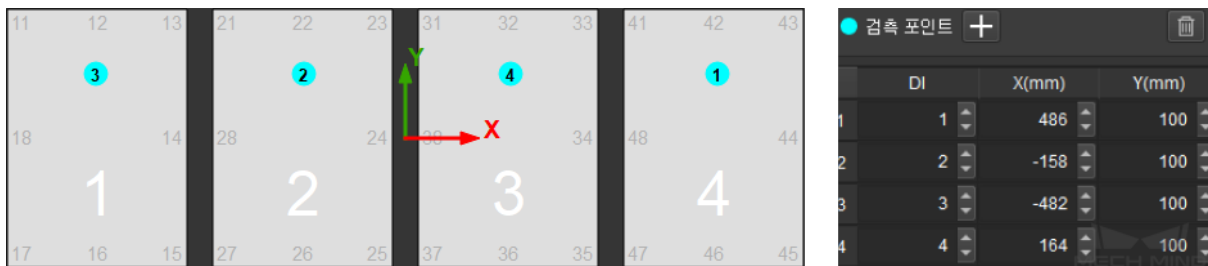 11 12 13 21 22 23 31 32 33 41 42 43
3 2 4 1
Y
X
18 14 28 24 38 34 48 44
1 2 3 4
17 16 15 27 26 25 37 36 35 47 46 45
검측 포인트 +
DI X(mm) Y(mm)
1 1 486 100
2 2 -158 100
3 3 -482 100
4 4 164 100
MECH MIND